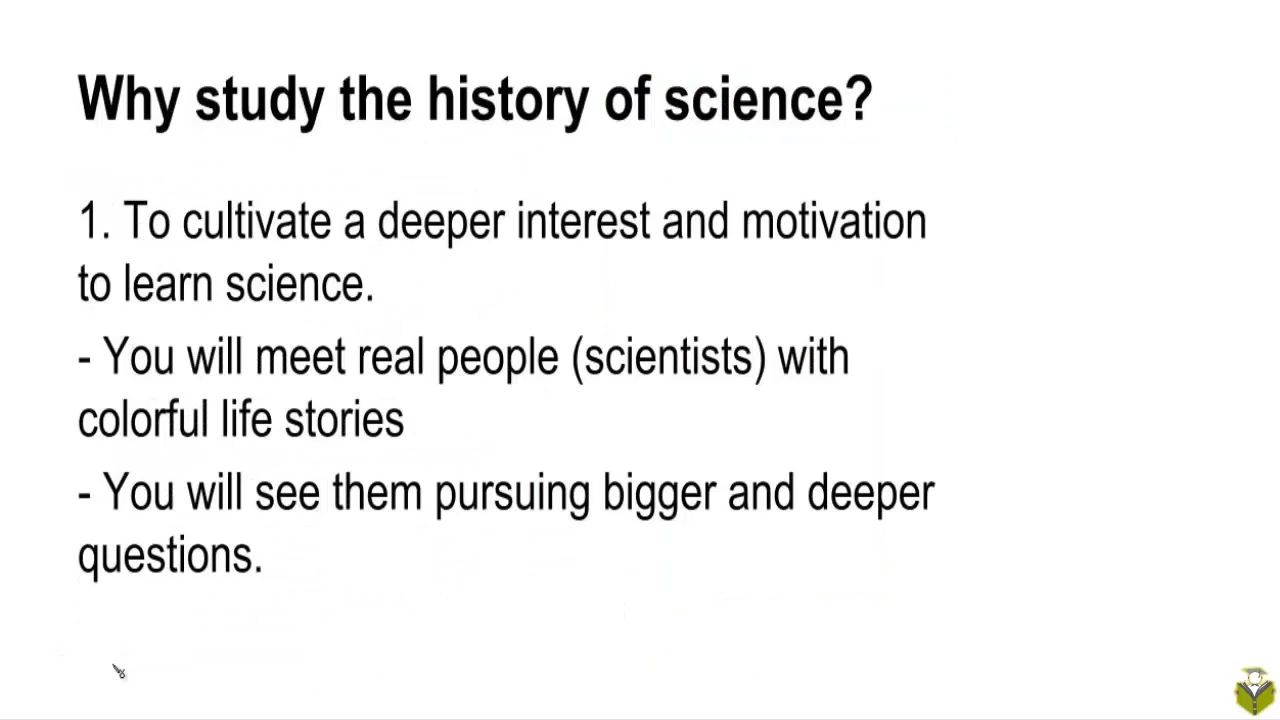 Why study the history of science?
1. To cultivate a deeper interest and motivation
to learn science.
- You will meet real people (scientists) with
colorful life stories
- You will see them pursuing bigger and deeper
questions.